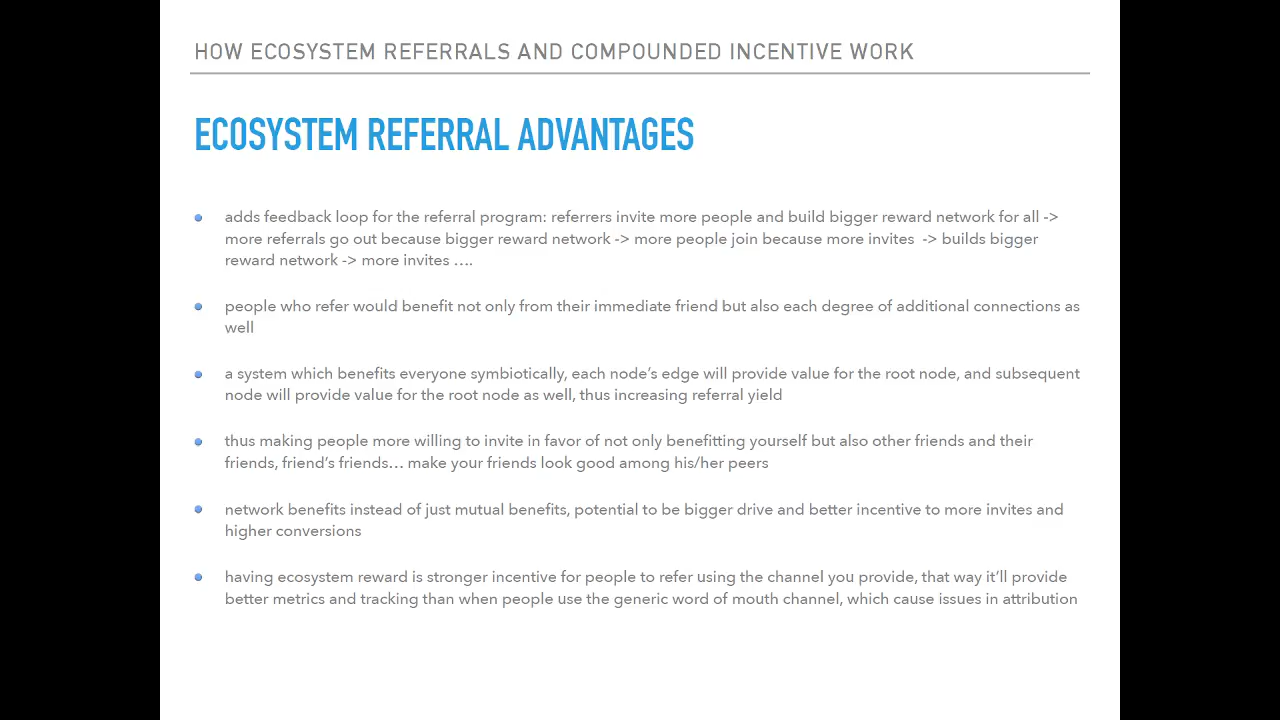 HOW ECOSYSTEM REFERRALS AND COMPOUNDED INCENTIVE WORK
ECOSYSTEM REFERRAL ADVANTAGES
adds feedback loop for the referral program: referrers invite more people and build bigger reward network for all ->
more referrals go out because bigger reward network -> more people join because more invites  -> builds bigger
reward network -> more invites ….
people who refer would benefit not only from their immediate friend but also each degree of additional connections as
well
a system which benefits everyone symbiotically, each node’s edge will provide value for the root node, and subsequent
node will provide value for the root node as well, thus increasing referral yield
thus making people more willing to invite in favor of not only benefitting yourself but also other friends and their
friends, friend’s friends… make your friends look good among his/her peers
network benefits instead of just mutual benefits, potential to be bigger drive and better incentive to more invites and
higher conversions
having ecosystem reward is stronger incentive for people to refer using the channel you provide, that way it’ll provide
better metrics and tracking than when people use the generic word of mouth channel, which cause issues in attribution